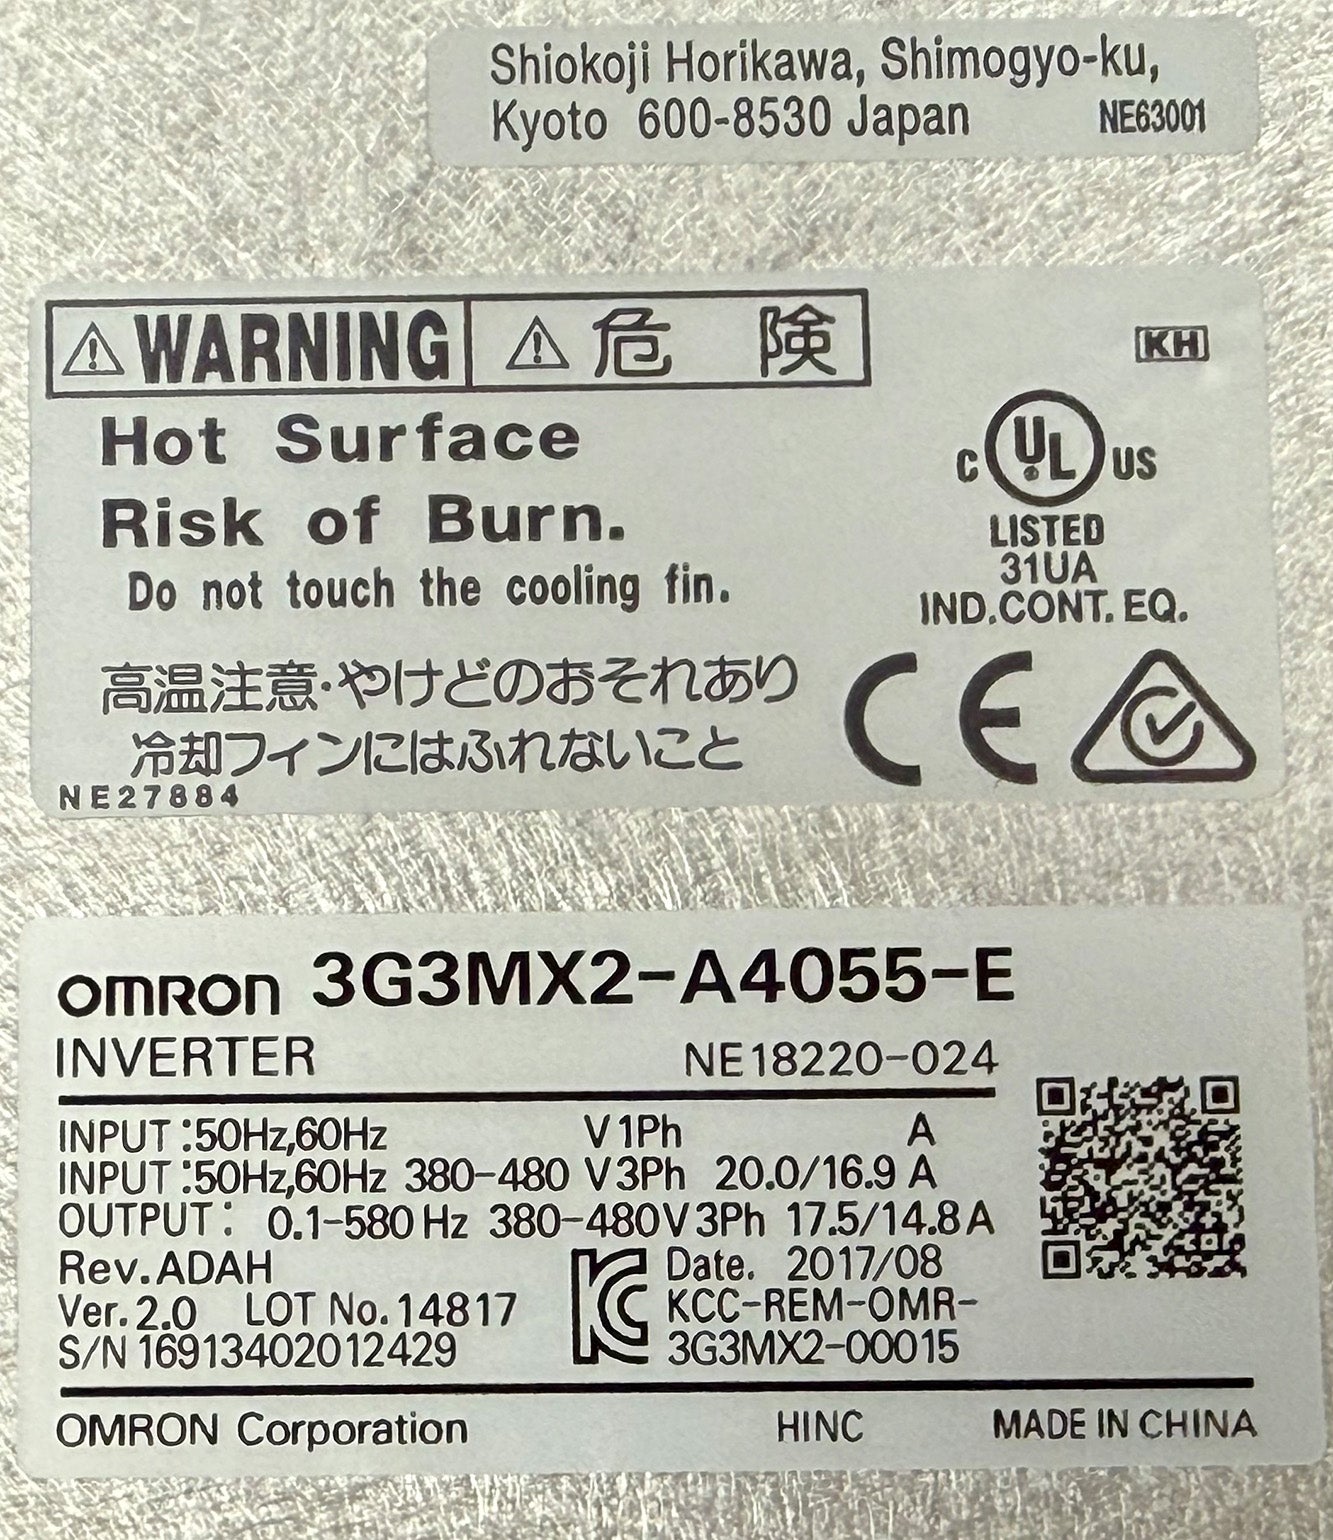 Shiokoji Horikawa, Shimogyo-ku,
Kyoto 600-8530 Japan NE63001
WARNING 危険
KH
Hot Surface
Risk of Burn.
Do not touch the cooling fin.
高温注意・やけどのおそれあり
冷却フィンにはふれないこと
NE27884
C UL US
LISTED
31UA
IND.CONT. EQ.
CE
OMRON 3G3MX2-A4055-E
INVERTER NE18220-024
INPUT :50Hz,60Hz V 1Ph A
INPUT :50Hz,60Hz 380-480 V 3Ph 20.0/16.9 A
OUTPUT: 0.1-580 Hz 380-480V 3Ph 17.5/14.8 A
Rev.ADAH
Ver.2.0 LOT No.14817
S/N 16913402012429
KC
Date. 2017/08
KCC-REM-OMR-
3G3MX2-00015
OMRON Corporation HINC MADE IN CHINA